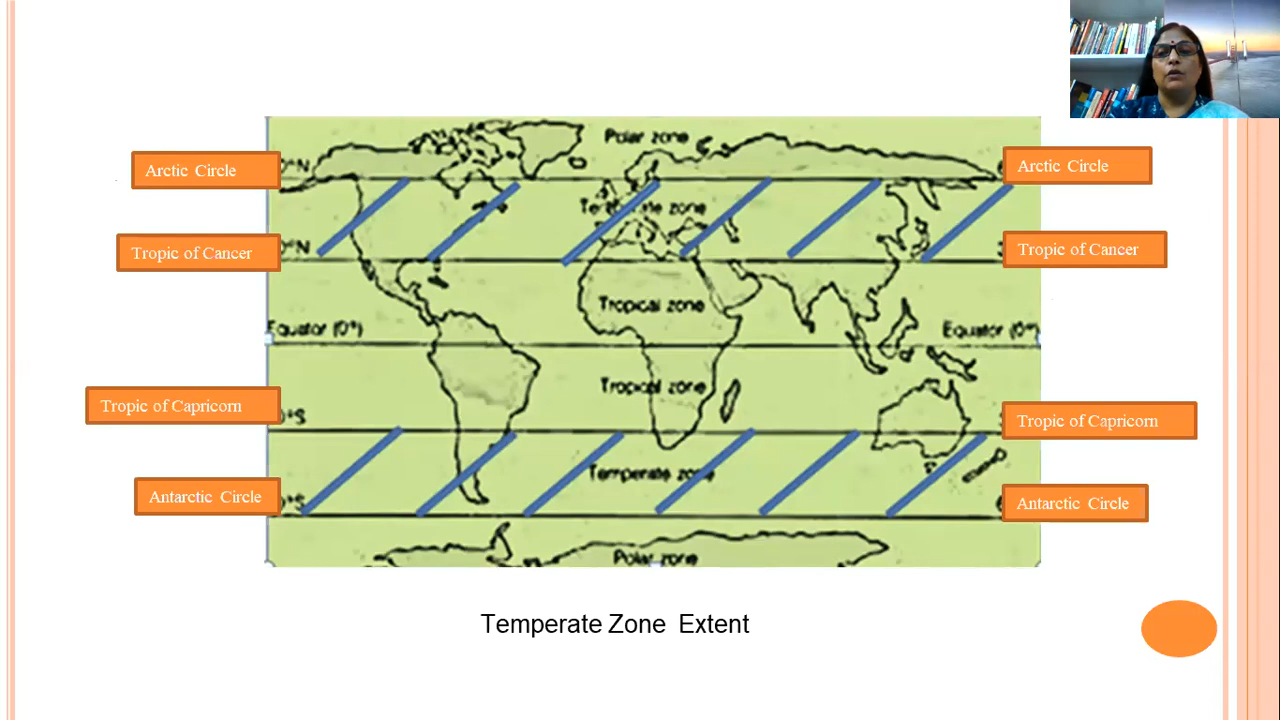 Polar zone
Arctic Circle
Arctic Circle
Temperate zone
Tropic of Cancer
Tropic of Cancer
Tropical zone
Equator (0°)
Equator (0°)
Tropical zone
Tropic of Capricorn
Tropic of Capricorn
Temperate zone
Antarctic Circle
Antarctic Circle
Polar zone
Temperate Zone Extent